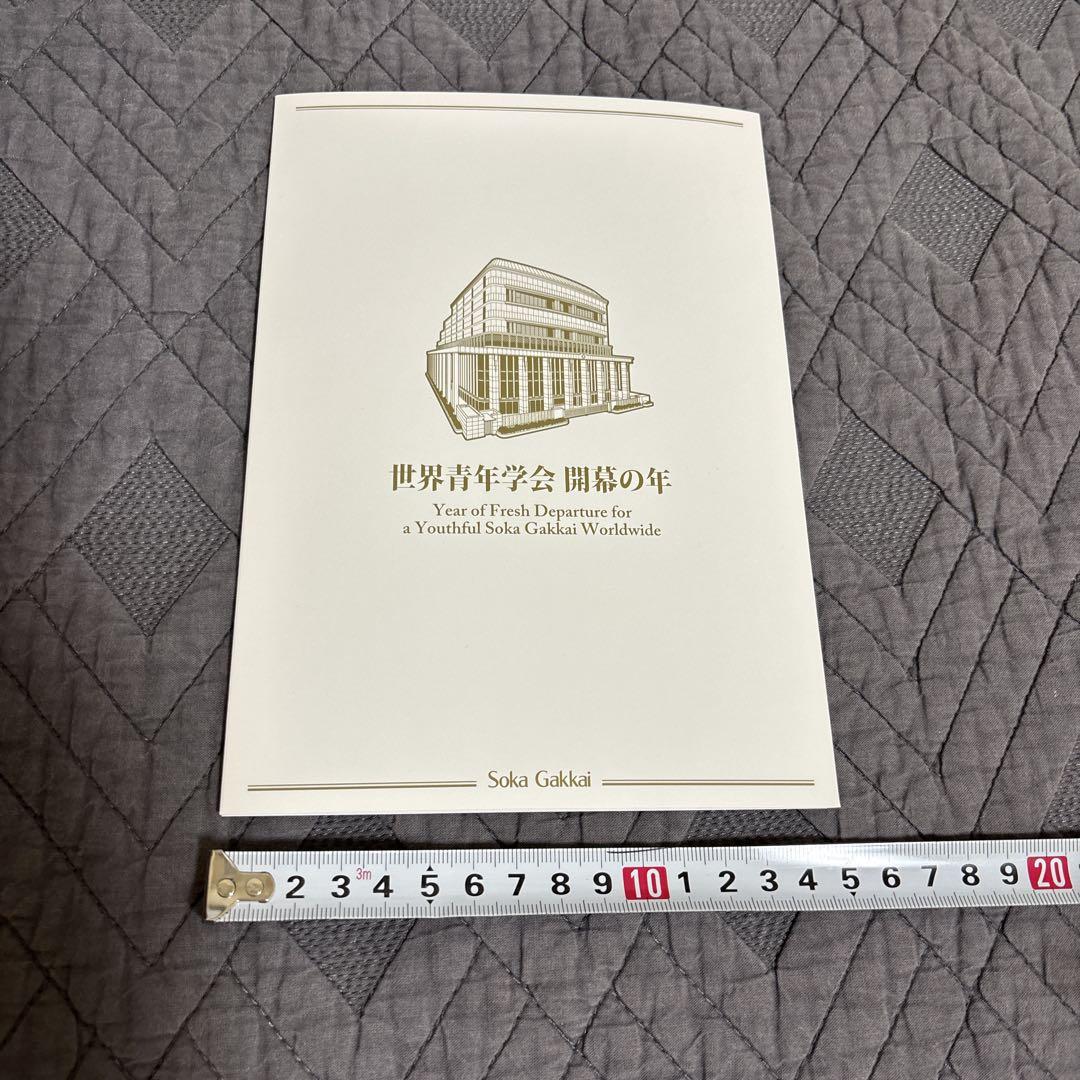 世界青年学会 開幕の年
Year of Fresh Departure for
a Youthful Soka Gakkai Worldwide
Soka Gakkai
3m
2 3 4 5 6 7 8 9 10 1 2 3 4 5 6 7 8 9 20